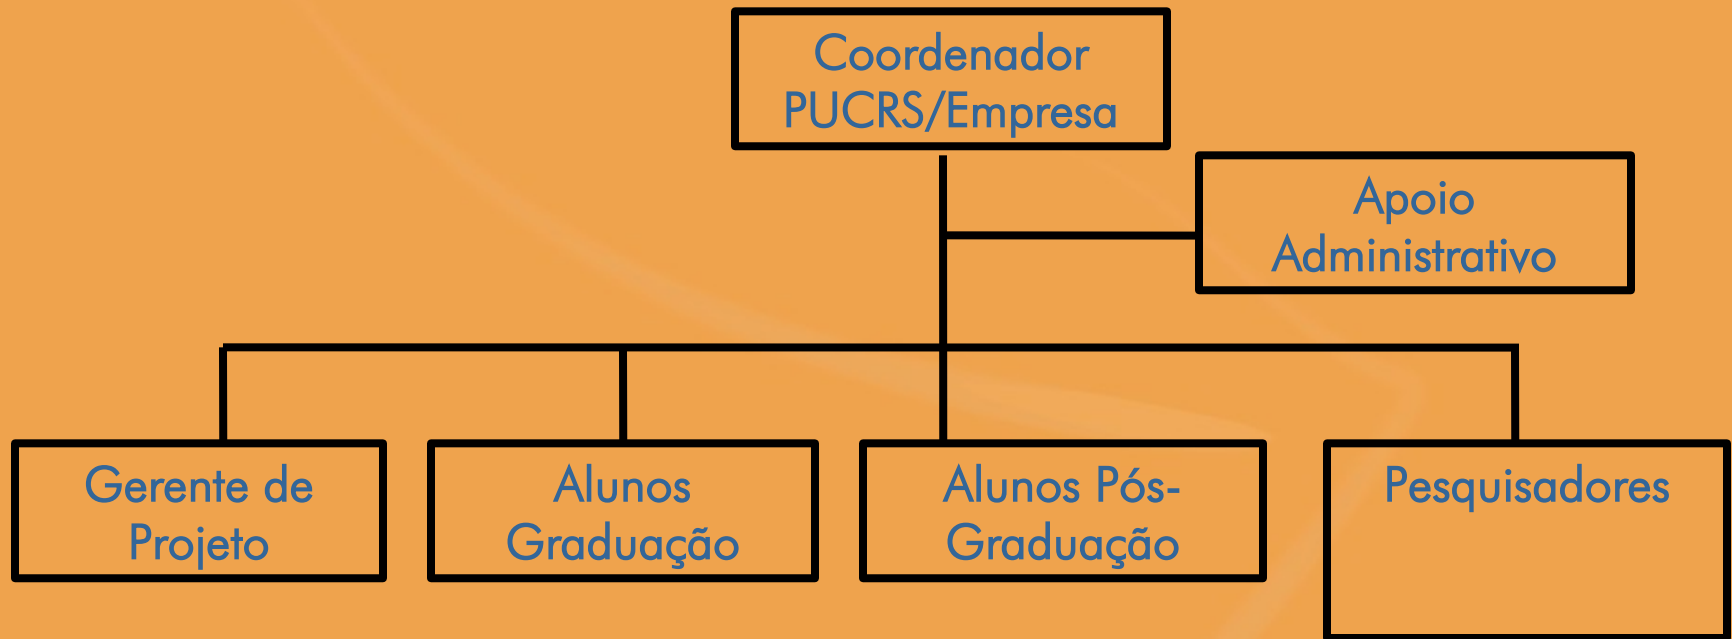 Coordenador
PUCRS/Empresa
Apoio
Administrativo
Gerente de
Projeto
Alunos
Graduação
Alunos Pós-
Graduação
Pesquisadores